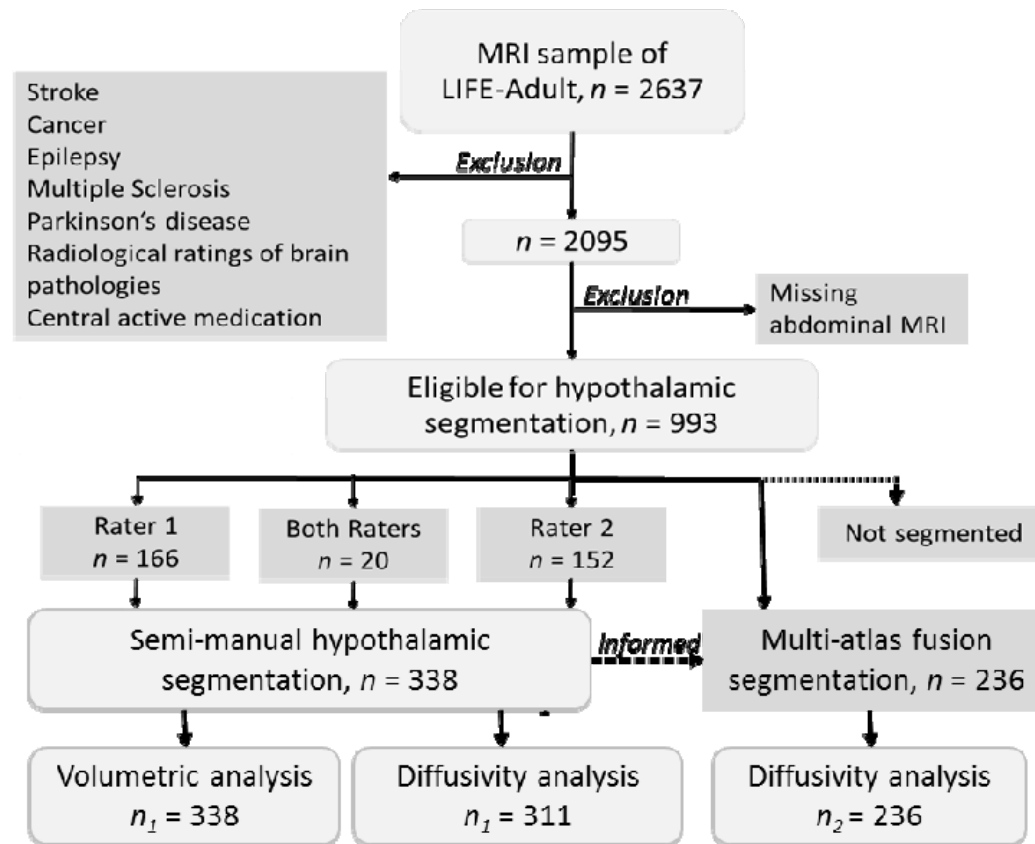 MRI sample of
LIFE-Adult, n = 2637
Stroke
Cancer
Epilepsy
Multiple Sclerosis
Parkinson's disease
Radiological ratings of brain
pathologies
Central active medication
Exclusion
n = 2095
Exclusion
Missing
abdominal MRI
Eligible for hypothalamic
segmentation, n = 993
Rater 1
n = 166
Both Raters
n = 20
Rater 2
n = 152
Not segmented
Semi-manual hypothalamic
segmentation, n = 338
Informed
Multi-atlas fusion
segmentation, n = 236
Volumetric analysis
n1 = 338
Diffusivity analysis
n1 = 311
Diffusivity analysis
n2 = 236